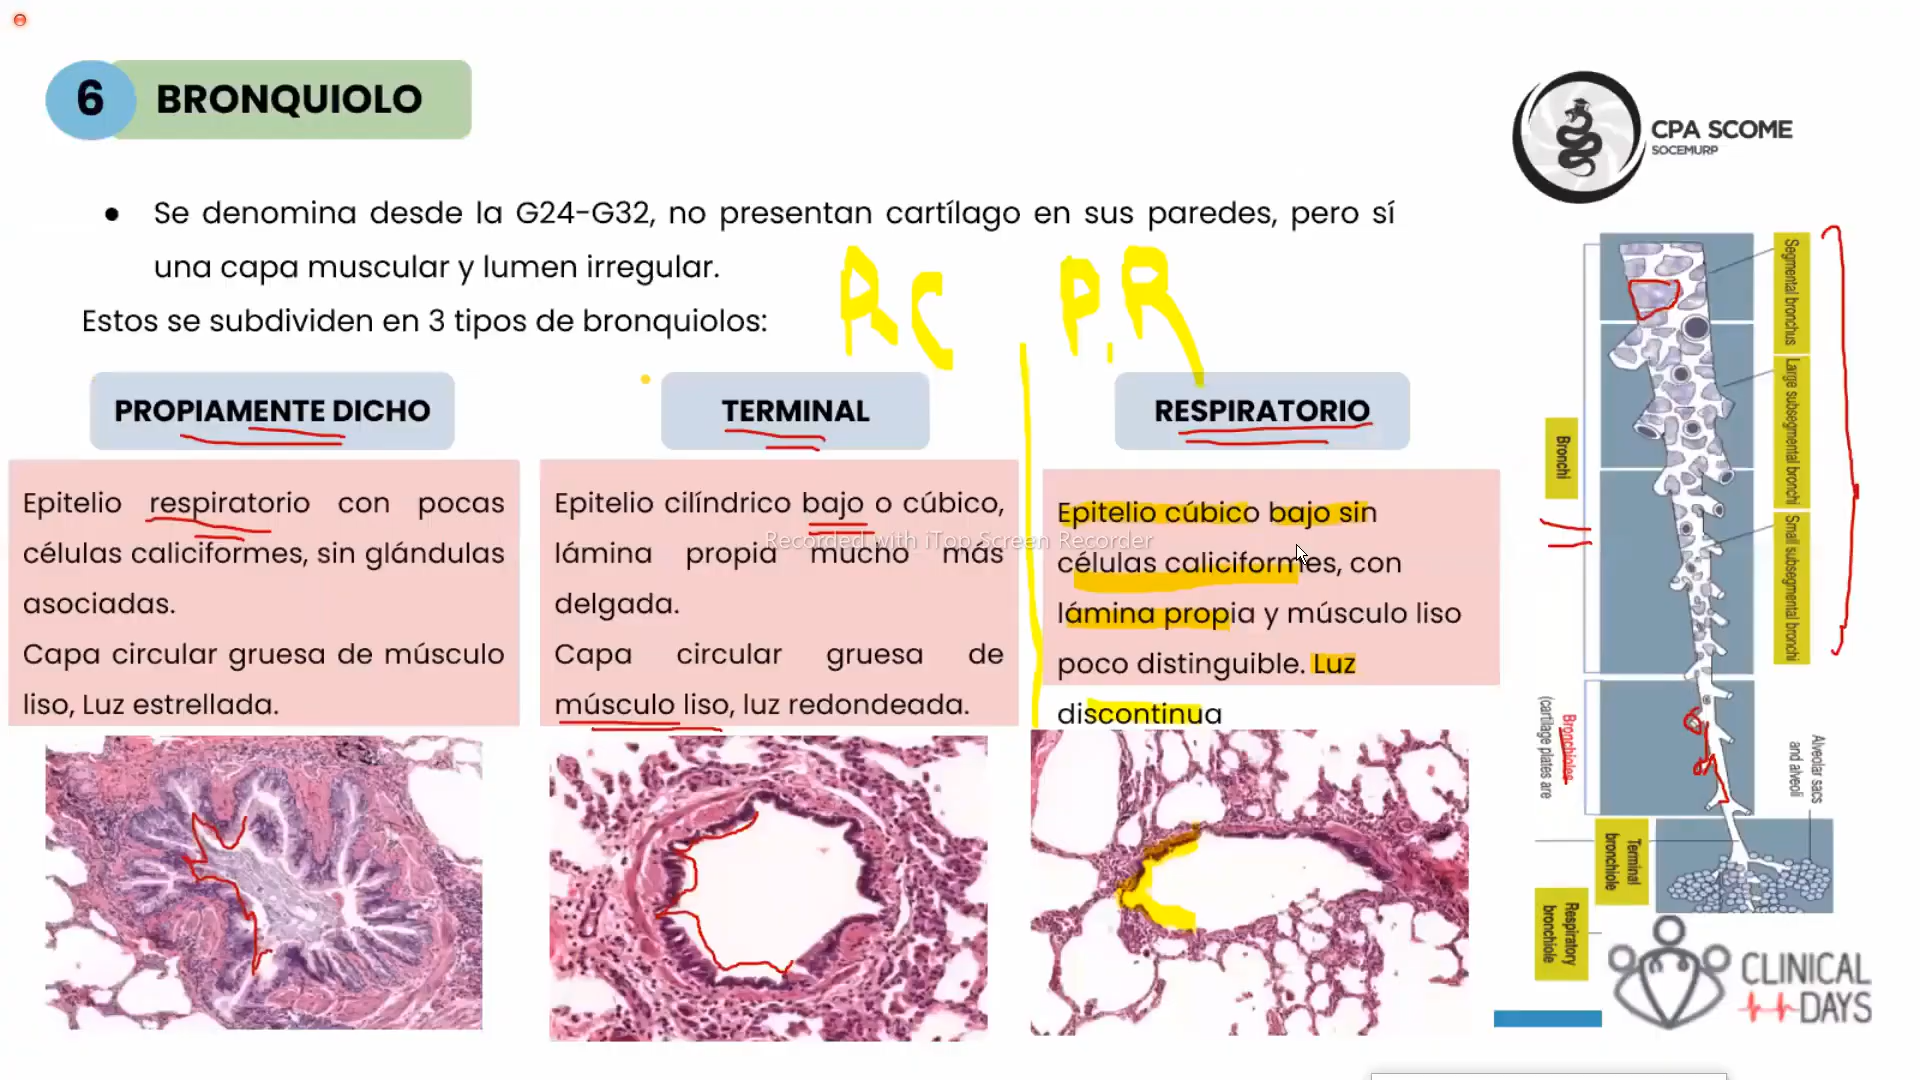 6 BRONQUIOLO
CPA SCOME
SOCEMURP
● Se denomina desde la G24-G32, no presentan cartílago en sus paredes, pero sí
una capa muscular y lumen irregular.
Estos se subdividen en 3 tipos de bronquiolos:
RC P.R
PROPIAMENTE DICHO
Epitelio respiratorio con pocas
células caliciformes, sin glándulas
asociadas.
Capa circular gruesa de músculo
liso, Luz estrellada.
TERMINAL
Epitelio cilíndrico bajo o cúbico,
lámina propia mucho más
delgada.
Capa circular gruesa de
músculo liso, luz redondeada.
RESPIRATORIO
Epitelio cúbico bajo sin
células caliciformes, con
lámina propia y músculo liso
poco distinguible. Luz
discontinua
Recorded with iTop Screen Recorder
Segmental bronchus
Large subsegmental bronchi
Small subsegmental bronchi
Bronchi
Bronchioles
(cartilage plates are
Alveolar sacs
and alveoli
Terminal
bronchiole
Respiratory
bronchiole
CLINICAL
DAYS